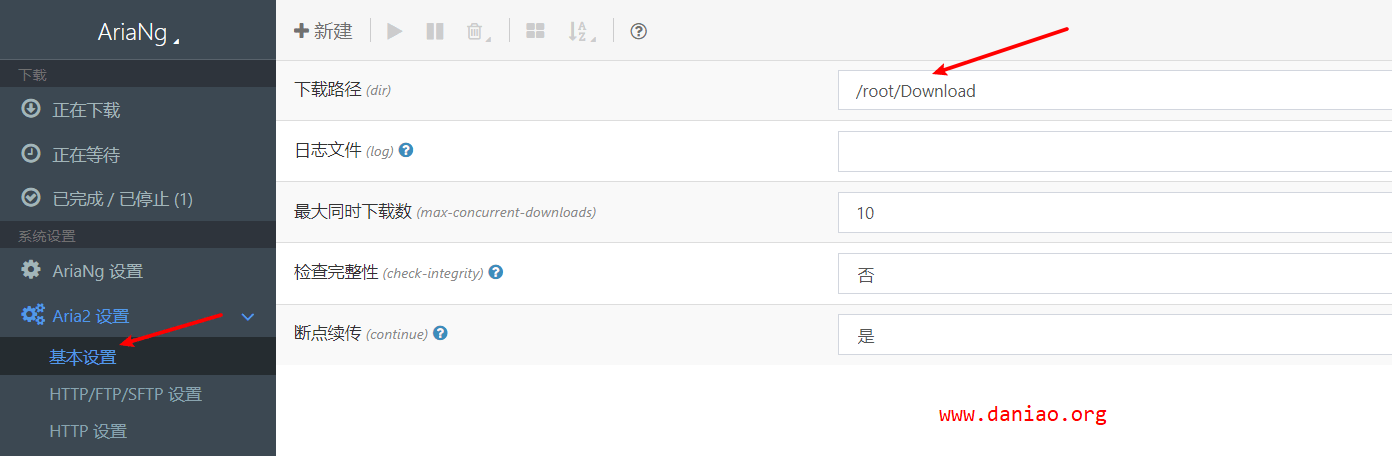 AriaNg
下载
正在下载
正在等待
已完成 / 已停止 (1)
系统设置
AriaNg 设置
Aria2 设置
基本设置
HTTP/FTP/SFTP 设置
HTTP 设置
新建
下载路径 (dir)
/root/Download
日志文件 (log)
最大同时下载数 (max-concurrent-downloads)
10
检查完整性 (check-integrity)
否
断点续传 (continue)
是
www.daniao.org